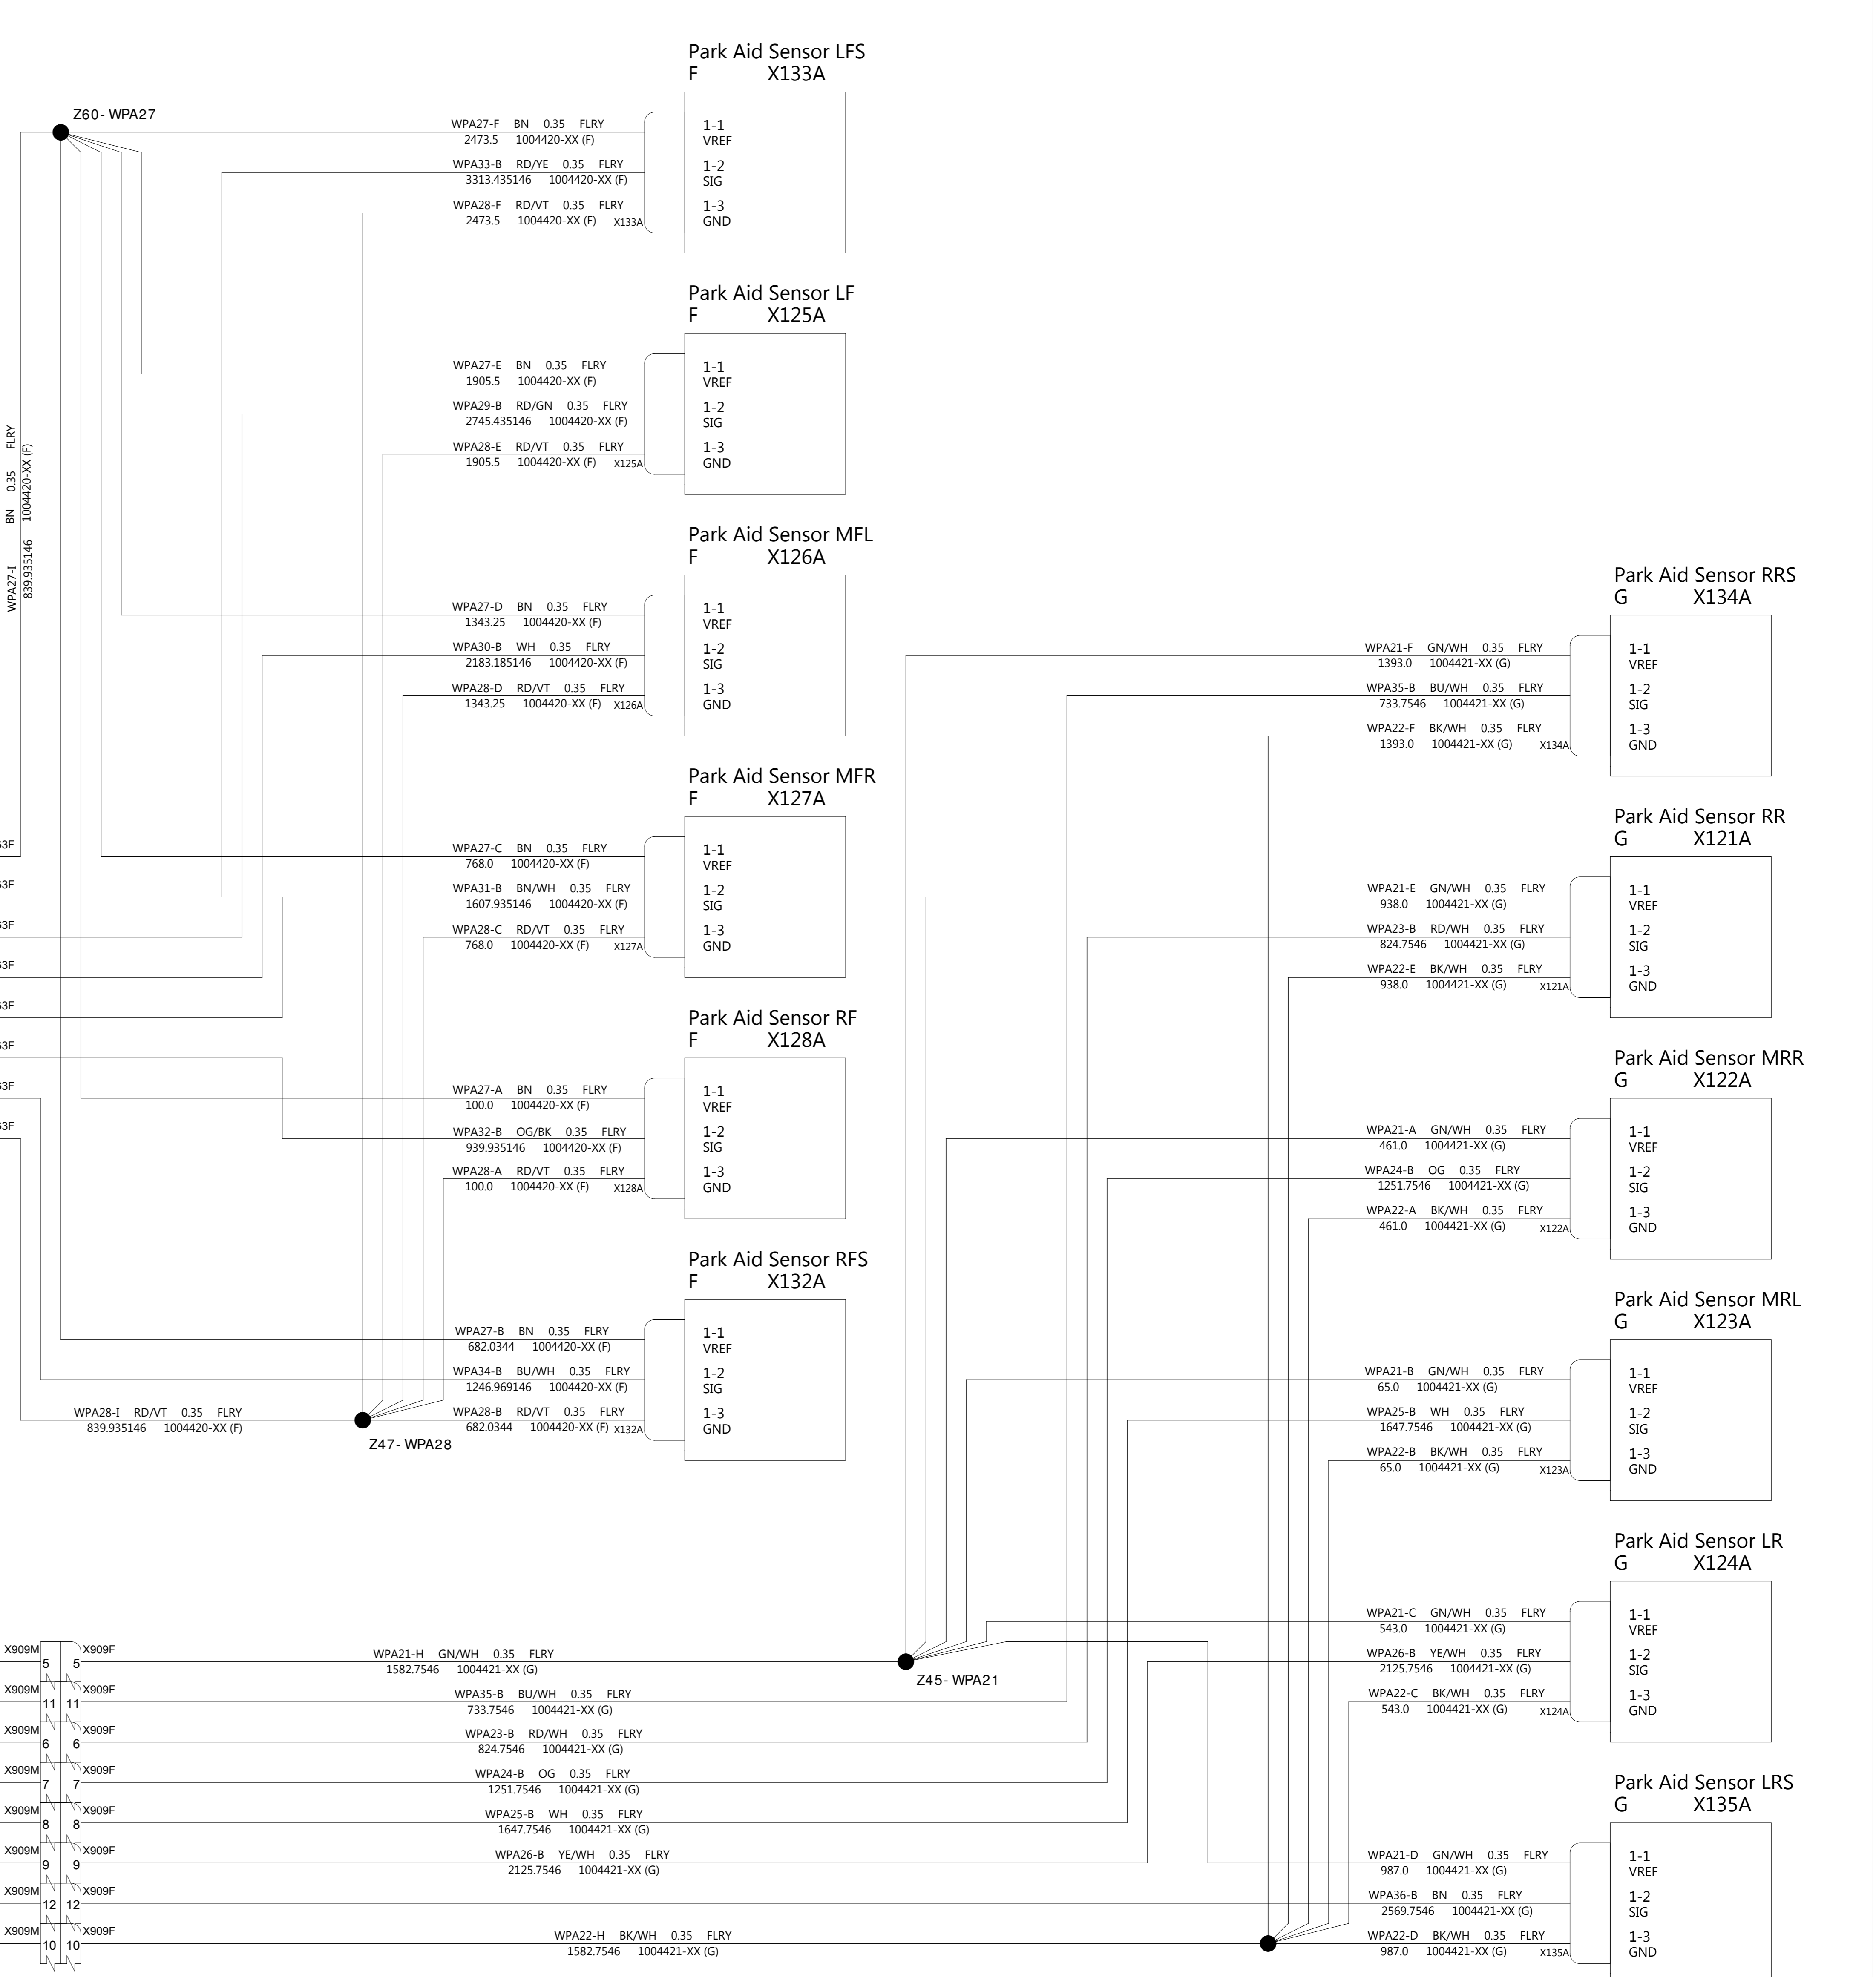 Park Aid Sensor LFS
F X133A
Z60-WPA27
WPA27-F BN 0.35 FLRY
2473.5 1004420-XX (F)
1-1
VREF
WPA33-B RD/YE 0.35 FLRY
3313.435146 1004420-XX (F)
1-2
SIG
WPA28-F RD/VT 0.35 FLRY
2473.5 1004420-XX (F) X133A
1-3
GND
Park Aid Sensor LF
F X125A
WPA27-E BN 0.35 FLRY
1905.5 1004420-XX (F)
1-1
VREF
WPA29-B RD/GN 0.35 FLRY
2745.435146 1004420-XX (F)
1-2
SIG
WPA28-E RD/VT 0.35 FLRY
1905.5 1004420-XX (F) X125A
1-3
GND
WPA27-I BN 0.35 FLRY
839.935146 1004420-XX (F)
Park Aid Sensor MFL
F X126A
WPA27-D BN 0.35 FLRY
1343.25 1004420-XX (F)
1-1
VREF
WPA30-B WH 0.35 FLRY
2183.185146 1004420-XX (F)
1-2
SIG
WPA28-D RD/VT 0.35 FLRY
1343.25 1004420-XX (F) X126A
1-3
GND
Park Aid Sensor MFR
F X127A
63F
63F
63F
63F
63F
63F
63F
63F
WPA27-C BN 0.35 FLRY
768.0 1004420-XX (F)
1-1
VREF
WPA31-B BN/WH 0.35 FLRY
1607.935146 1004420-XX (F)
1-2
SIG
WPA28-C RD/VT 0.35 FLRY
768.0 1004420-XX (F) X127A
1-3
GND
Park Aid Sensor RF
F X128A
WPA27-A BN 0.35 FLRY
100.0 1004420-XX (F)
1-1
VREF
WPA32-B OG/BK 0.35 FLRY
939.935146 1004420-XX (F)
1-2
SIG
WPA28-A RD/VT 0.35 FLRY
100.0 1004420-XX (F) X128A
1-3
GND
Park Aid Sensor RFS
F X132A
WPA27-B BN 0.35 FLRY
682.0344 1004420-XX (F)
1-1
VREF
WPA34-B BU/WH 0.35 FLRY
1246.969146 1004420-XX (F)
1-2
SIG
WPA28-B RD/VT 0.35 FLRY
682.0344 1004420-XX (F) X132A
1-3
GND
WPA28-I RD/VT 0.35 FLRY
839.935146 1004420-XX (F)
Z47-WPA28
Park Aid Sensor RRS
G X134A
WPA21-F GN/WH 0.35 FLRY
1393.0 1004421-XX (G)
1-1
VREF
WPA35-B BU/WH 0.35 FLRY
733.7546 1004421-XX (G)
1-2
SIG
WPA22-F BK/WH 0.35 FLRY
1393.0 1004421-XX (G) X134A
1-3
GND
Park Aid Sensor RR
G X121A
WPA21-E GN/WH 0.35 FLRY
938.0 1004421-XX (G)
1-1
VREF
WPA23-B RD/WH 0.35 FLRY
824.7546 1004421-XX (G)
1-2
SIG
WPA22-E BK/WH 0.35 FLRY
938.0 1004421-XX (G) X121A
1-3
GND
Park Aid Sensor MRR
G X122A
WPA21-A GN/WH 0.35 FLRY
461.0 1004421-XX (G)
1-1
VREF
WPA24-B OG 0.35 FLRY
1251.7546 1004421-XX (G)
1-2
SIG
WPA22-A BK/WH 0.35 FLRY
461.0 1004421-XX (G) X122A
1-3
GND
Park Aid Sensor MRL
G X123A
WPA21-B GN/WH 0.35 FLRY
65.0 1004421-XX (G)
1-1
VREF
WPA25-B WH 0.35 FLRY
1647.7546 1004421-XX (G)
1-2
SIG
WPA22-B BK/WH 0.35 FLRY
65.0 1004421-XX (G) X123A
1-3
GND
Park Aid Sensor LR
G X124A
WPA21-C GN/WH 0.35 FLRY
543.0 1004421-XX (G)
1-1
VREF
WPA26-B YE/WH 0.35 FLRY
2125.7546 1004421-XX (G)
1-2
SIG
WPA22-C BK/WH 0.35 FLRY
543.0 1004421-XX (G) X124A
1-3
GND
Park Aid Sensor LRS
G X135A
WPA21-D GN/WH 0.35 FLRY
987.0 1004421-XX (G)
1-1
VREF
WPA36-B BN 0.35 FLRY
2569.7546 1004421-XX (G)
1-2
SIG
WPA22-D BK/WH 0.35 FLRY
987.0 1004421-XX (G) X135A
1-3
GND
X909M 5 5 X909F
WPA21-H GN/WH 0.35 FLRY
1582.7546 1004421-XX (G)
Z45-WPA21
X909M 11 11 X909F
WPA35-B BU/WH 0.35 FLRY
733.7546 1004421-XX (G)
X909M 6 6 X909F
WPA23-B RD/WH 0.35 FLRY
824.7546 1004421-XX (G)
X909M 7 7 X909F
WPA24-B OG 0.35 FLRY
1251.7546 1004421-XX (G)
X909M 8 8 X909F
WPA25-B WH 0.35 FLRY
1647.7546 1004421-XX (G)
X909M 9 9 X909F
WPA26-B YE/WH 0.35 FLRY
2125.7546 1004421-XX (G)
X909M 12 12 X909F
X909M 10 10 X909F
WPA22-H BK/WH 0.35 FLRY
1582.7546 1004421-XX (G)